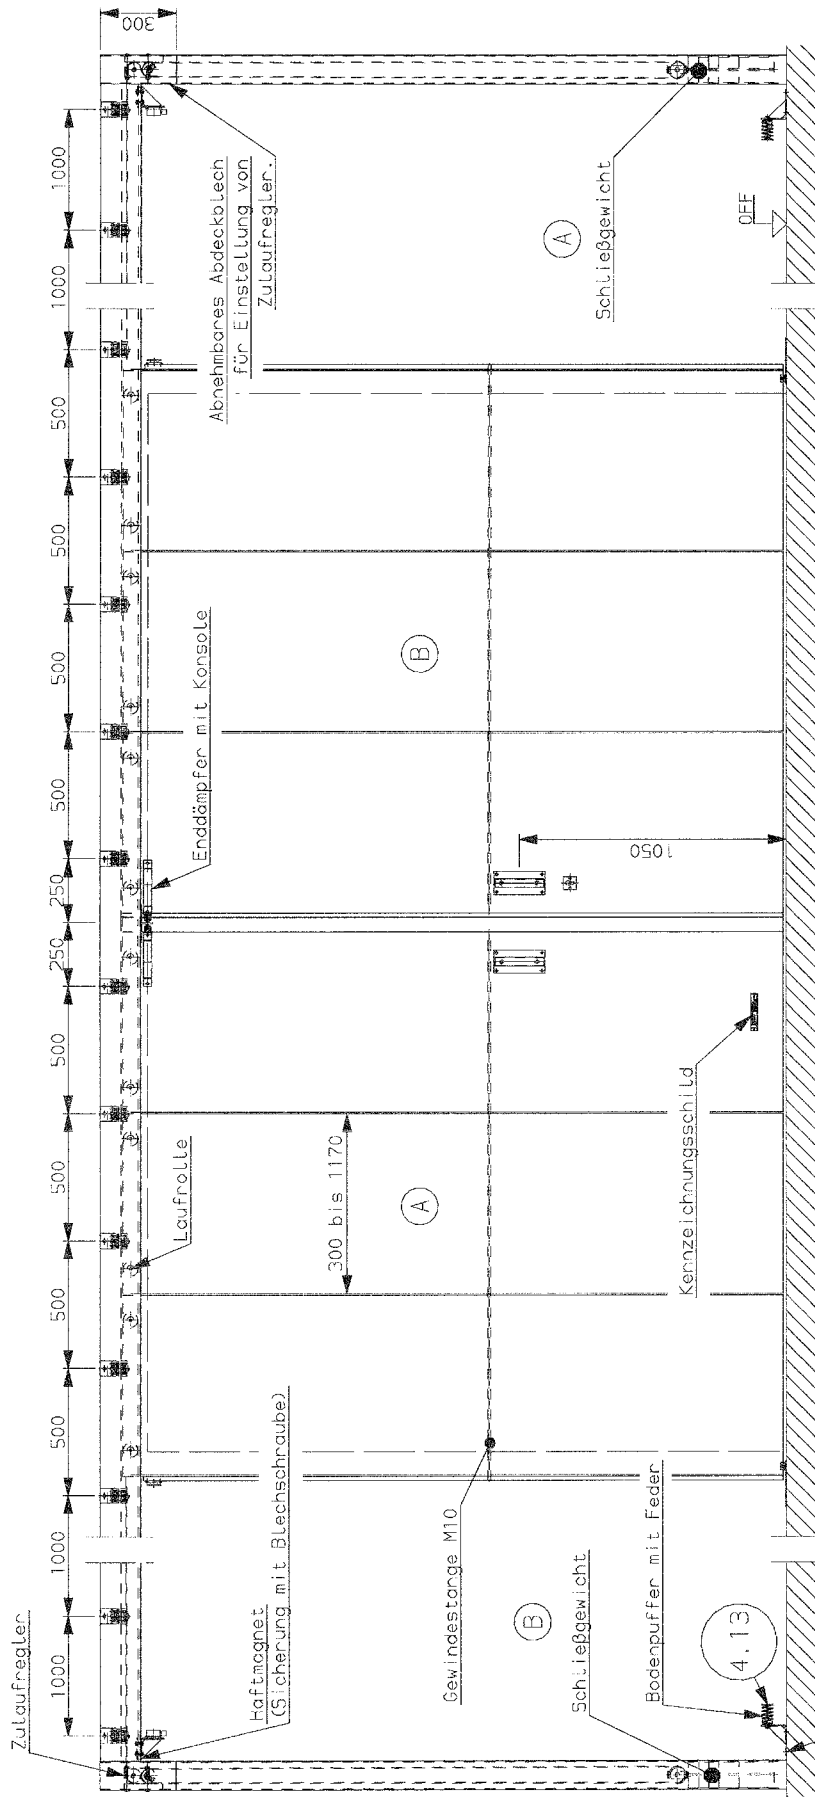 Zulaufregler
1000
1000
500
500
500
500
250
250
500
500
500
500
1000
1000
300
Haftmagnet
(Sicherung mit Blechschraube)
Laufrolle
Enddämpfer mit Konsole
Abnehmbares Abdeckblech
für Einstellung von
Zulaufregler.
300 bis 1170
A
B
Gewindestange M10
1050
B
A
Schließgewicht
Schließgewicht
Bodenpuffer mit Feder
Kennzeichnungsschild
OFF
4.13